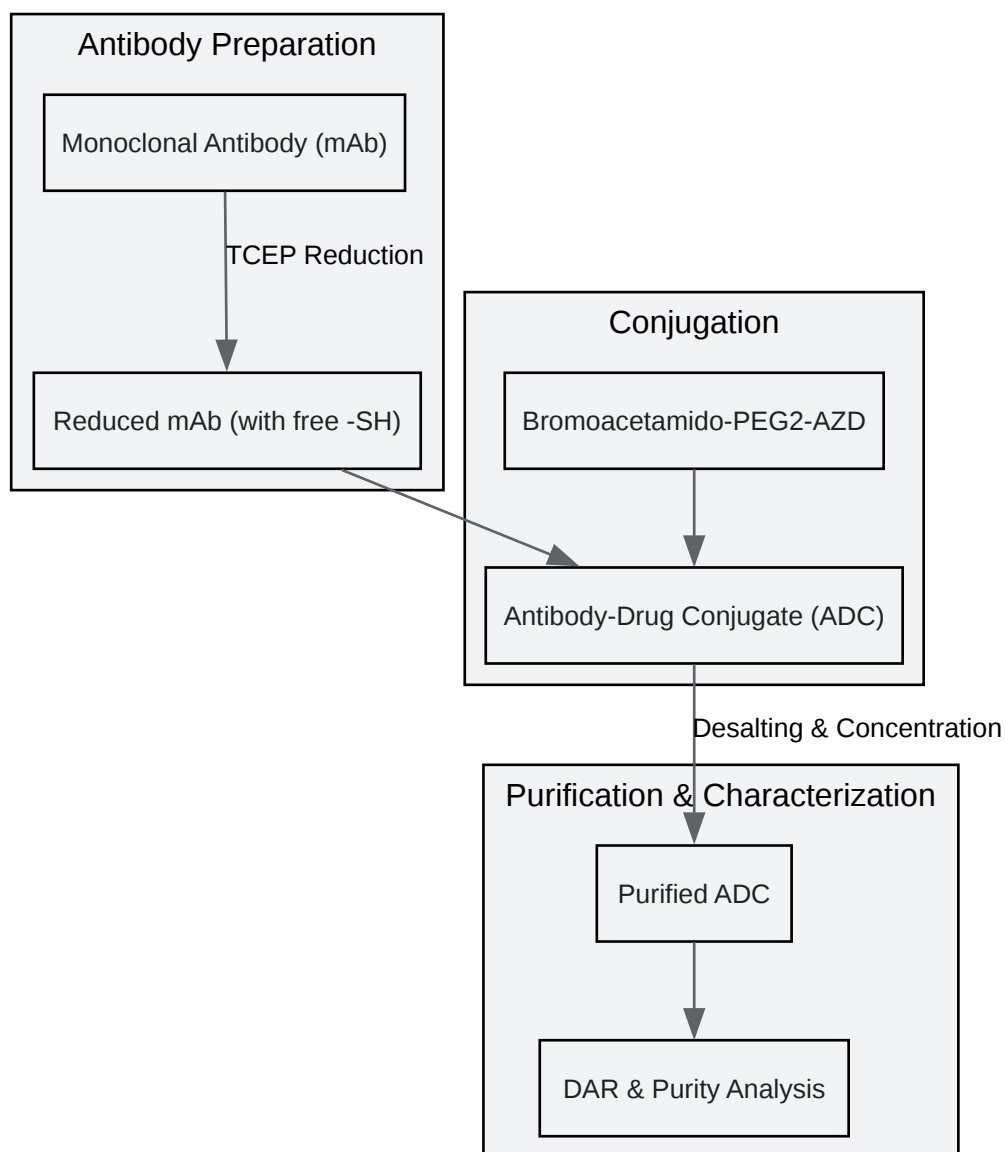 Antibody Preparation
Monoclonal Antibody (mAb)
TCEP Reduction
Reduced mAb (with free -SH)
Conjugation
Bromoacetamido-PEG2-AZD
Antibody-Drug Conjugate (ADC)
Desalting & Concentration
Purification & Characterization
Purified ADC
DAR & Purity Analysis